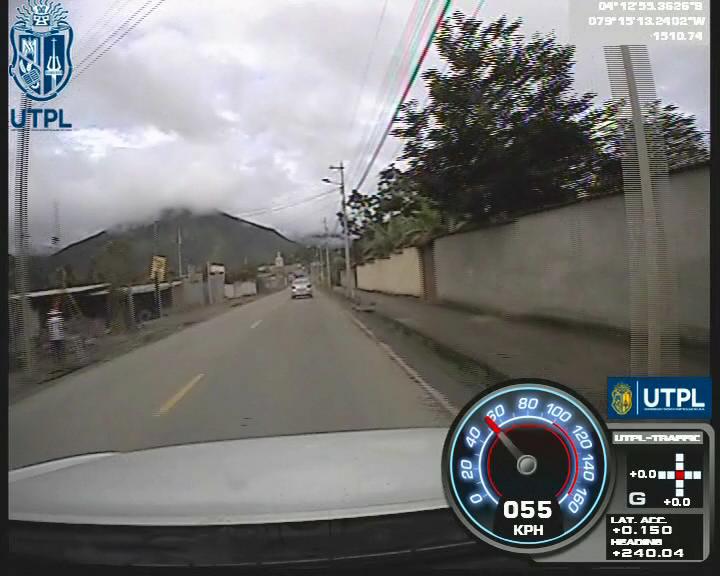 04°12'55.3626"S
079°15'13.2402"W
1510.74
UTPL
UTPL
UTPL-TRAFFIC
0
20
40
60
80
100
120
140
160
055
KPH
+0.0
G
+0.0
LAT. ACC.
+0.150
HEADING
+240.04